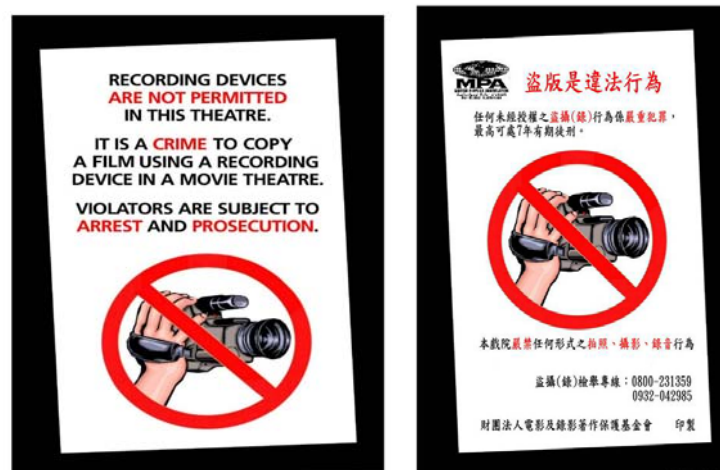 RECORDING DEVICES
ARE NOT PERMITTED
IN THIS THEATRE.
IT IS A CRIME TO COPY
A FILM USING A RECORDING
DEVICE IN A MOVIE THEATRE.
VIOLATORS ARE SUBJECT TO
ARREST AND PROSECUTION.
MPA
盜版是違法行為
任何未經授權之盜攝(錄)行為係嚴重犯罪，
最高可處7年有期徒刑。
本戲院嚴禁任何形式之拍照、攝影、錄音行為
盜攝(錄)檢舉專線：0800-231359
0932-042985
財團法人電影及錄影著作保護基金會 印製